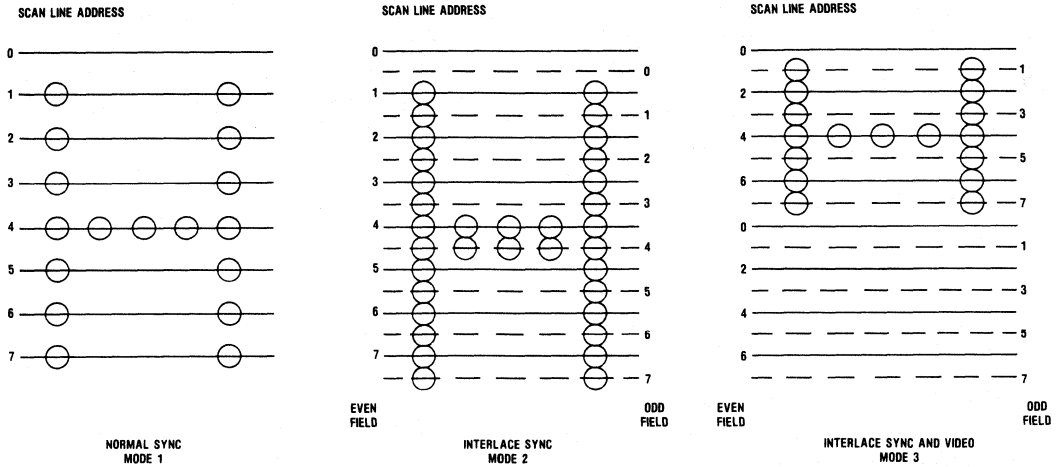 SCAN LINE ADDRESS
0
1
2
3
4
5
6
7
NORMAL SYNC
MODE 1
SCAN LINE ADDRESS
0
0
1
1
2
2
3
3
4
4
5
5
6
6
7
7
EVEN
FIELD
ODD
FIELD
INTERLACE SYNC
MODE 2
SCAN LINE ADDRESS
0
1
2
3
4
5
6
7
0
1
2
3
4
5
6
7
EVEN
FIELD
ODD
FIELD
INTERLACE SYNC AND VIDEO
MODE 3